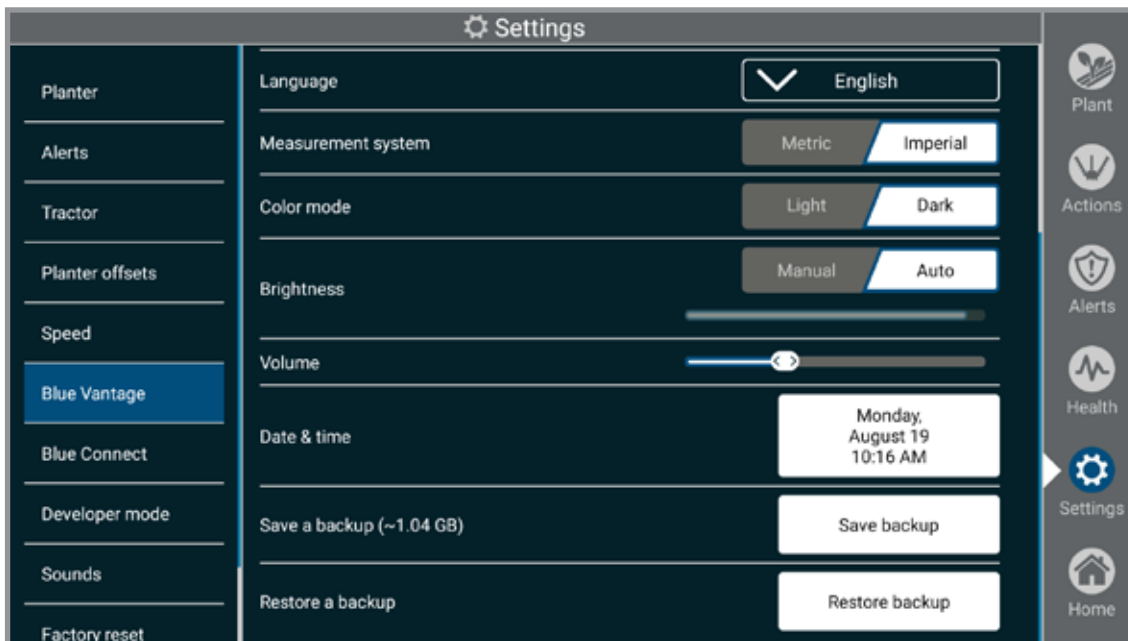 Settings
Planter
Alerts
Tractor
Planter offsets
Speed
Blue Vantage
Blue Connect
Developer mode
Sounds
Factory reset
Language
English
Measurement system
Metric
Imperial
Color mode
Light
Dark
Brightness
Manual
Auto
Volume
Date & time
Monday,
August 19
10:16 AM
Save a backup (~1.04 GB)
Save backup
Restore a backup
Restore backup
Plant
Actions
Alerts
Health
Settings
Home